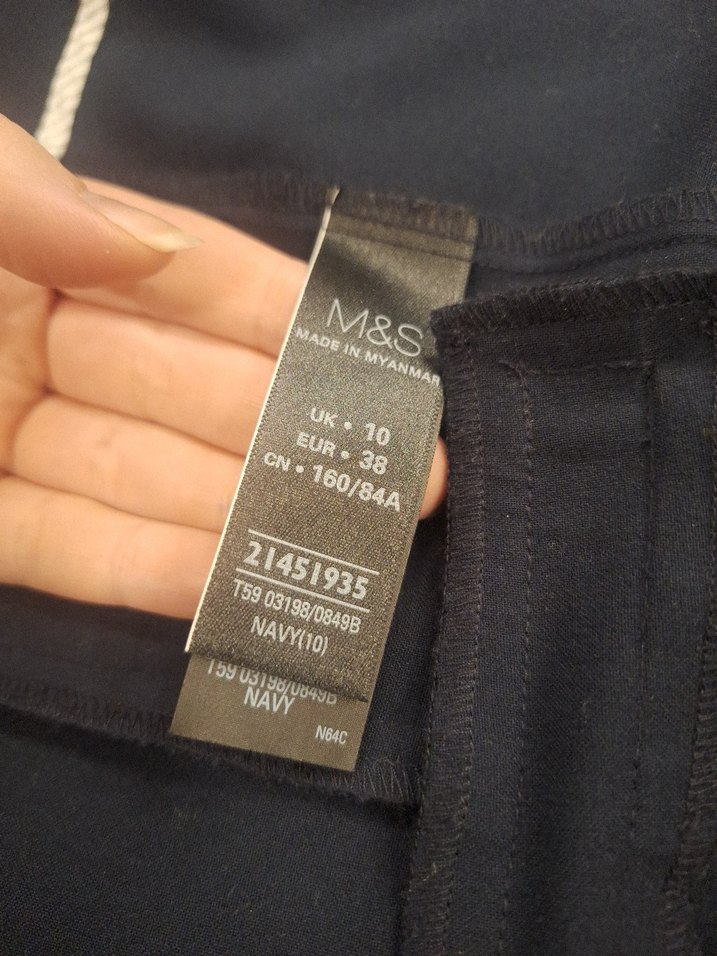 M&S
MADE IN MYANMAR
UK • 10
EUR • 38
CN • 160/84A
21451935
T59 03198/0849B
NAVY(10)
T59 03198/0849B
NAVY
N64C